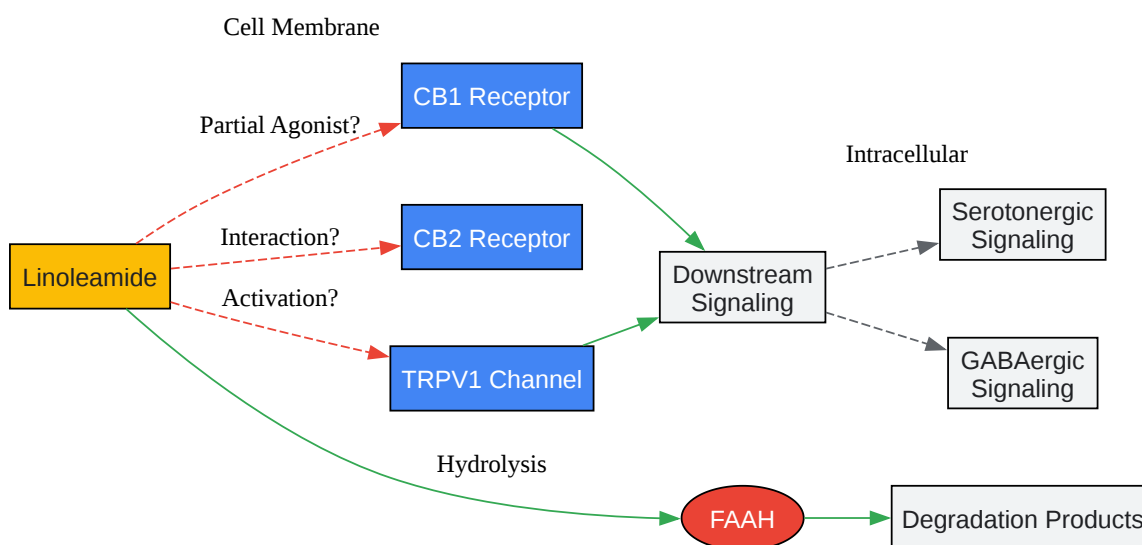 Cell Membrane
CB1 Receptor
Partial Agonist?
Intracellular
Serotonergic
Signaling
CB2 Receptor
Interaction?
Linoleamide
Downstream
Signaling
Activation?
TRPV1 Channel
GABAergic
Signaling
Hydrolysis
FAAH
Degradation Products